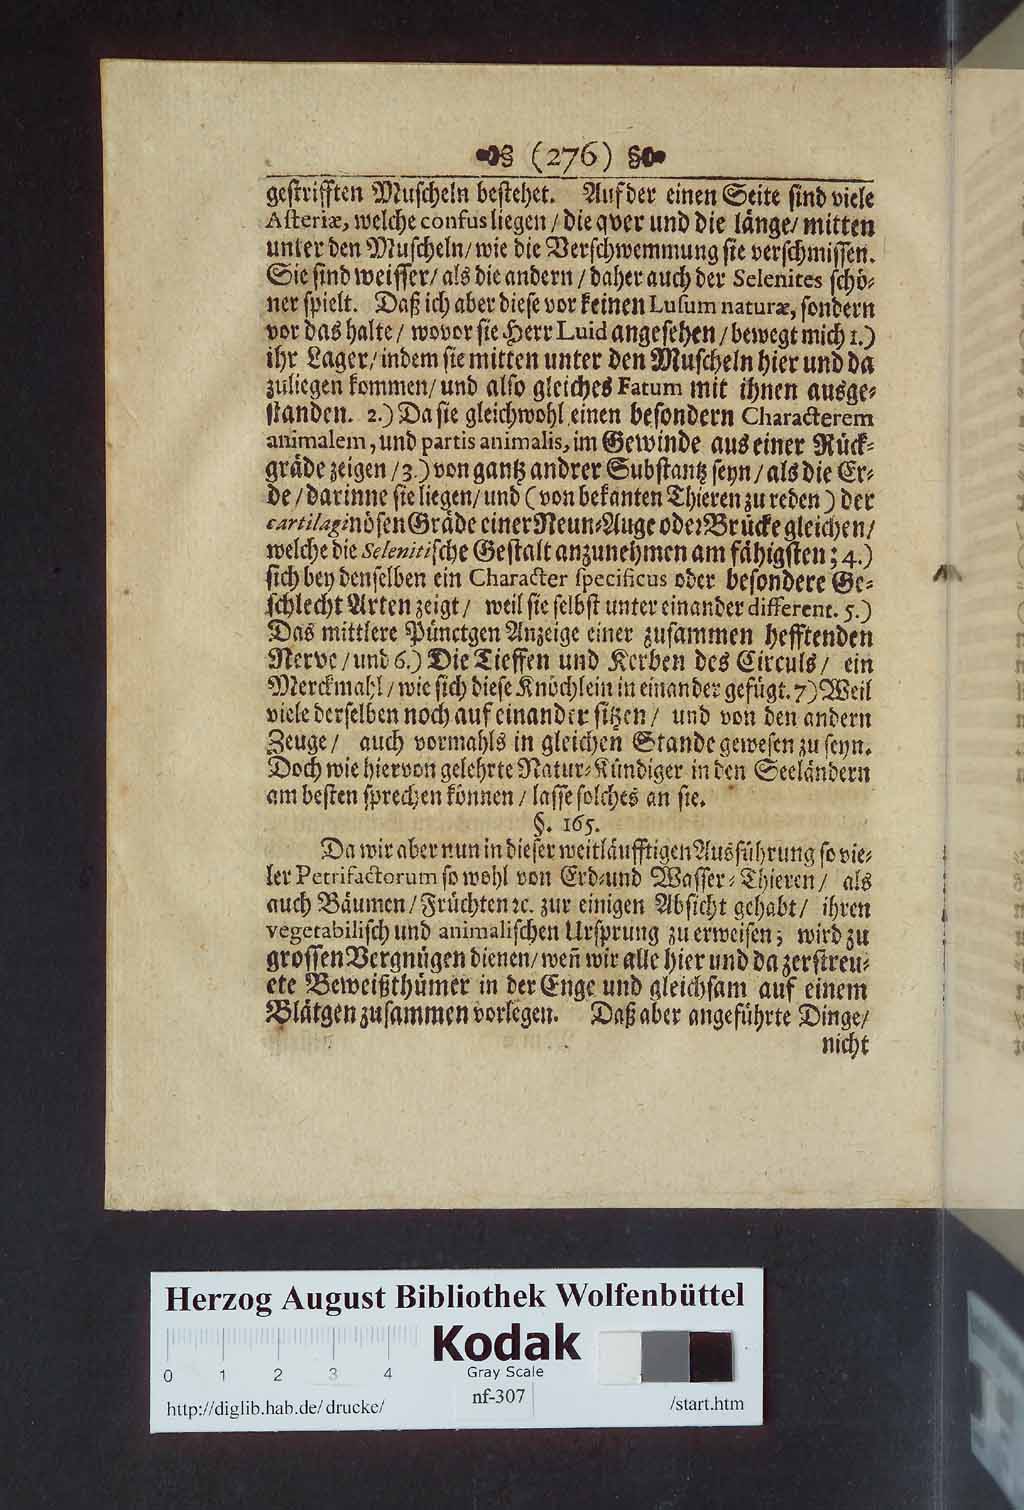 (276)
gestrifften Muscheln bestehet. Auf der einen Seite sind viele
Asteriæ, welche confus liegen / die qver und die länge / mitten
unter den Muscheln / wie die Verschwemmung sie verschmissen.
Sie sind weisser / als die andern / daher auch der Selenites schö-
ner spielt. Daß ich aber diese vor keinen Lusum naturæ, sondern
vor das halte / wovor sie Herr Luid angesehen / bewegt mich 1.)
ihr Lager / indem sie mitten unter den Muscheln hier und da
zuliegen kommen / und also gleiches Fatum mit ihnen ausge-
standen. 2.) Da sie gleichwohl einen besondern Characterem
animalem, und partis animalis, im Gewinde aus einer Rück-
gräde zeigen / 3.) von gantz andrer Substantz seyn / als die Er-
de / darinne sie liegen / und (von bekanten Thieren zu reden) der
cartilaginösen Gräde einer Neun-Auge oder Brücke gleichen /
welche die Selenitische Gestalt anzunehmen am fähigsten; 4.)
sich bey denselben ein Character specificus oder besondere Ge-
schlecht Arten zeigt / weil sie selbst unter einander different. 5.)
Das mittlere Pünctgen Anzeige einer zusammen hefftenden
Nerve / und 6.) Die Tieffen und Kerben des Circuls / ein
Merckmahl / wie sich diese Knöchlein in einander gefügt. 7) Weil
viele derselben noch auf einander sitzen / und von den andern
Zeuge / auch vormahls in gleichen Stande gewesen zu seyn.
Doch wie hiervon gelehrte Natur-Kündiger in den Seeländern
am besten sprechen können / lasse solches an sie.
§. 165.
Da wir aber nun in dieser weitläufftigen Ausführung so vie-
ler Petrifactorum so wohl von Erd-und Wasser-Thieren / als
auch Bäumen / Früchten ꝛc. zur einigen Absicht gehabt / ihren
vegetabilisch und animalischen Ursprung zu erweisen; wird zu
grossen Vergnügen dienen / weñ wir alle hier und da zerstreu-
ete Beweißthümer in der Enge und gleichsam auf einem
Blätgen zusammen vorlegen. Daß aber angeführte Dinge /
nicht
Herzog August Bibliothek Wolfenbüttel
Kodak
Gray Scale
0 1 2 3 4
nf-307
http://diglib.hab.de/drucke/ /start.htm